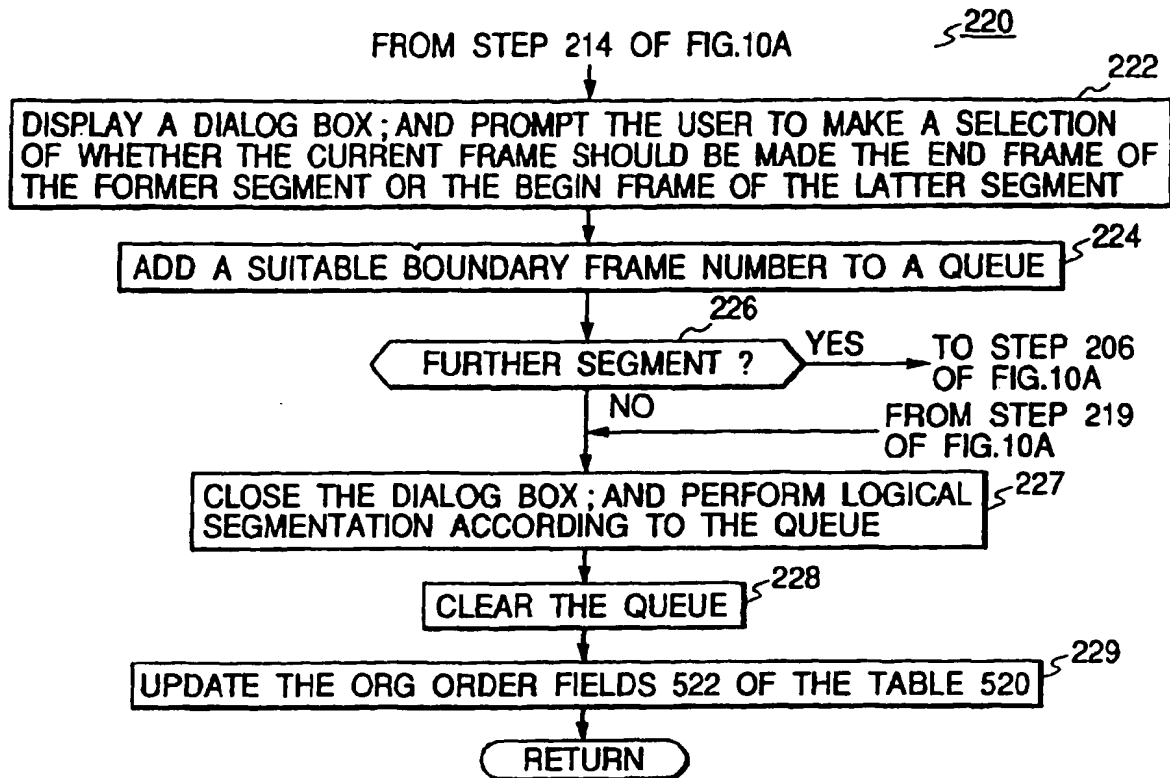 220
FROM STEP 214 OF FIG.10A
222
DISPLAY A DIALOG BOX;AND PROMPT THE USER TO MAKE A SELECTION
OF WHETHER THE CURRENT FRAME SHOULD BE MADE THE END FRAME OF
THE FORMER SEGMENT OR THE BEGIN FRAME OF THE LATTER SEGMENT
224
ADD A SUITABLE BOUNDARY FRAME NUMBER TO A QUEUE
226
FURTHER SEGMENT ?
YES
TO STEP 206
OF FIG.10A
NO
FROM STEP 219
OF FIG.10A
227
CLOSE THE DIALOG BOX;AND PERFORM LOGICAL
SEGMENTATION ACCORDING TO THE QUEUE
228
CLEAR THE QUEUE
229
UPDATE THE ORG ORDER FIELDS 522 OF THE TABLE 520
RETURN